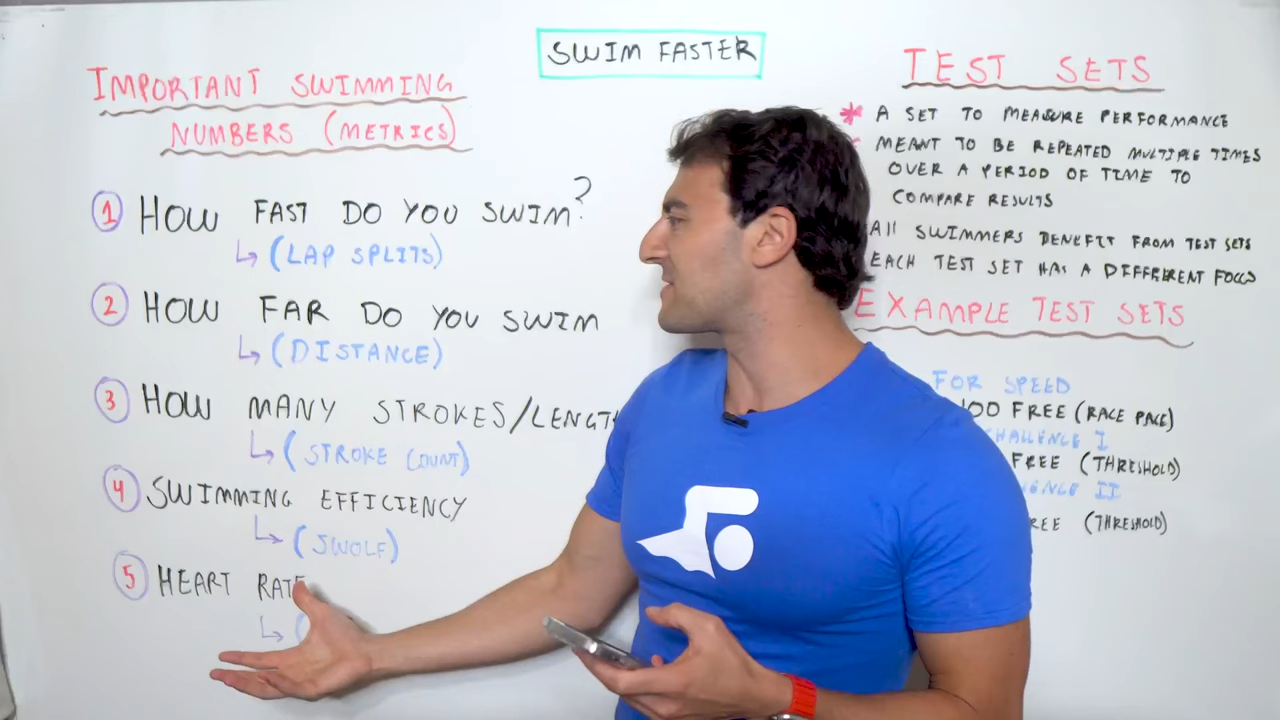 SWIM FASTER
IMPORTANT SWIMMING
NUMBERS (METRICS)
1 HOW FAST DO YOU SWIM?
(LAP SPLITS)
2 HOW FAR DO YOU SWIM
(DISTANCE)
3 HOW MANY STROKES/LENGTH
(STROKE COUNT)
4 SWIMMING EFFICIENCY
(SWOLF)
5 HEART RATE
TEST SETS
* A SET TO MEASURE PERFORMANCE
MEANT TO BE REPEATED MULTIPLE TIMES
OVER A PERIOD OF TIME TO
COMPARE RESULTS
All SWIMMERS BENEFIT FROM TEST SETS
EACH TEST SET HAS A DIFFERENT FOCUS
EXAMPLE TEST SETS
FOR SPEED
100 FREE (RACE PACE)
CHALLENGE I
FREE (THRESHOLD)
II
(THRESHOLD)